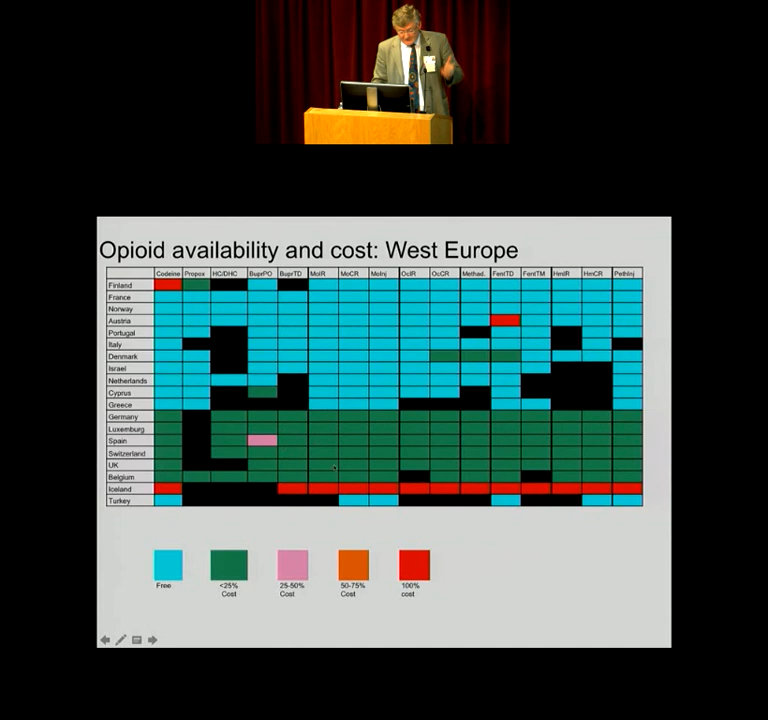 Opioid availability and cost: West Europe
Codeine Propox HC/DHC BuprPO BuprTD MoIR MoCR MoInj OcIR OcCR Methad. FentTD FentTM HmIR HmCR PethInj
Finland
France
Norway
Austria
Portugal
Italy
Denmark
Israel
Netherlands
Cyprus
Greece
Germany
Luxemburg
Spain
Switzerland
UK
Belgium
Iceland
Turkey
Free <25% 25-50% 50-75% 100%
Cost Cost Cost cost